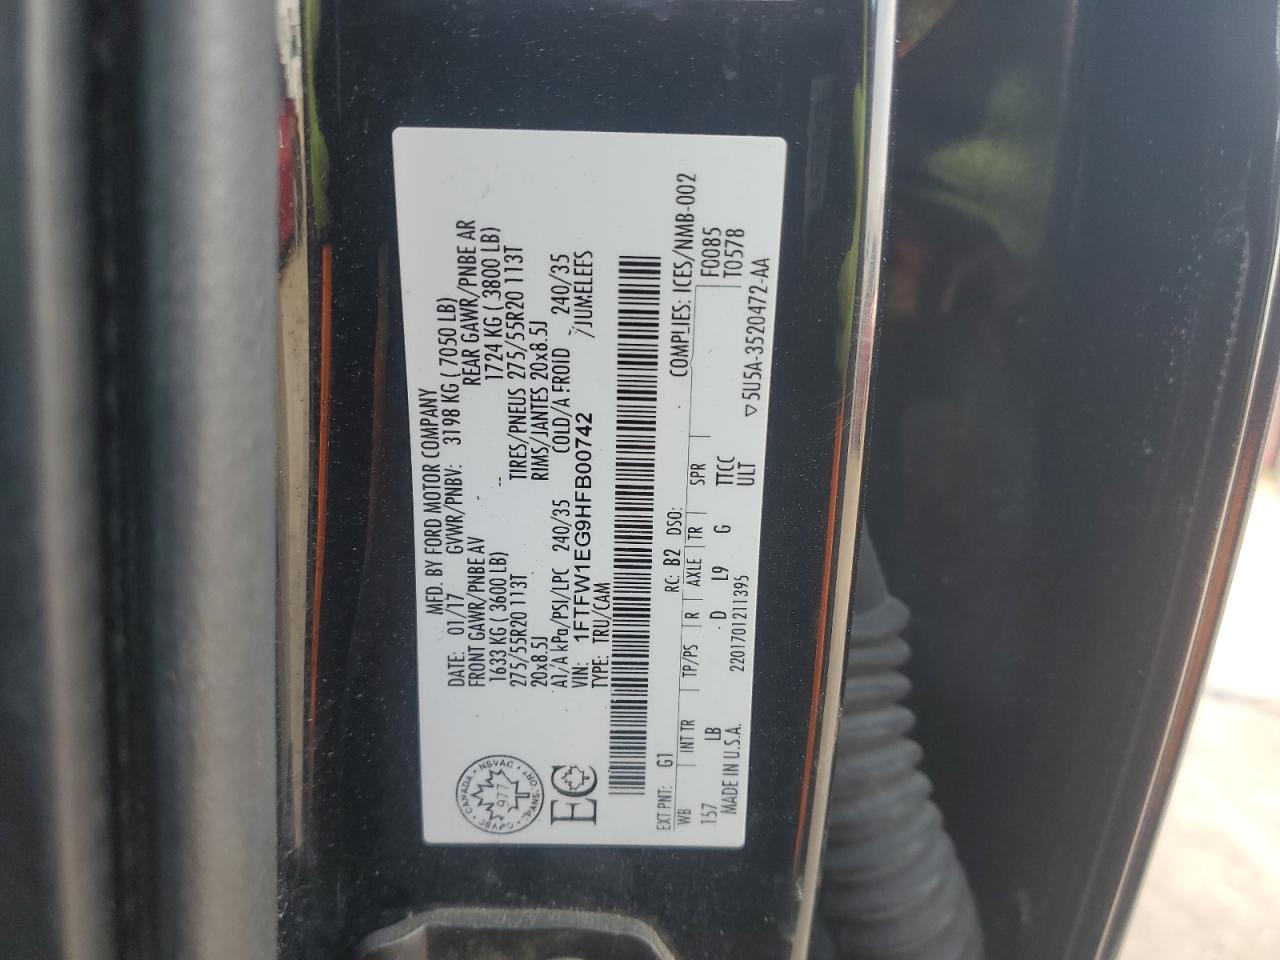 MFD. BY FORD MOTOR COMPANY
DATE: 01/17 GVWR/PNBV: 3198 KG ( 7050 LB)
FRONT GAWR/PNBE AV REAR GAWR/PNBE AR
1633 KG ( 3600 LB) 1724 KG ( 3800 LB)
275/55R20 113T -- TIRES/PNEUS 275/55R20 113T
20x8.5J RIMS/JANTES 20x8.5J
AT/A kPa/PSI/LPC 240/35 COLD/A FROID 240/35
VIN: 1FTFW1EG9HFB00742 /JUMELEES
TYPE: TRU/CAM
CANADA • NSVAC •
977
EC
COMPLIES: ICES/NMB-002
EXT PNT: G1 RC: B2 DSO:
WB INT TR TP/PS R AXLE TR SPR F0085
157 LB D L9 G TTCC T0578
ULT
MADE IN U.S.A. 2201701211395 ▽5U5A-3520472-AA